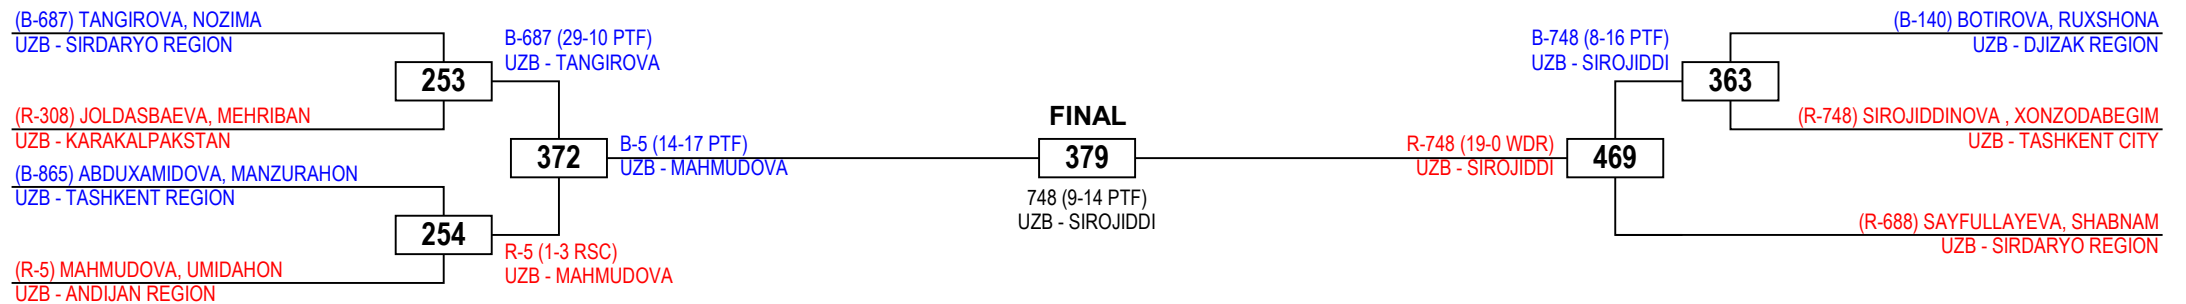 (B-687) TANGIROVA, NOZIMA
UZB - SIRDARYO REGION
253
(R-308) JOLDASBAEVA, MEHRIBAN
UZB - KARAKALPAKSTAN
(B-865) ABDUXAMIDOVA, MANZURAHON
UZB - TASHKENT REGION
254
(R-5) MAHMUDOVA, UMIDAHON
UZB - ANDIJAN REGION
B-687 (29-10 PTF)
UZB - TANGIROVA
372
R-5 (1-3 RSC)
UZB - MAHMUDOVA
B-5 (14-17 PTF)
UZB - MAHMUDOVA
FINAL
379
748 (9-14 PTF)
UZB - SIROJIDDI
R-748 (19-0 WDR)
UZB - SIROJIDDI
469
B-748 (8-16 PTF)
UZB - SIROJIDDI
363
(B-140) BOTIROVA, RUXSHONA
UZB - DJIZAK REGION
(R-748) SIROJIDDINOVA , XONZODABEGIM
UZB - TASHKENT CITY
(R-688) SAYFULLAYEVA, SHABNAM
UZB - SIRDARYO REGION